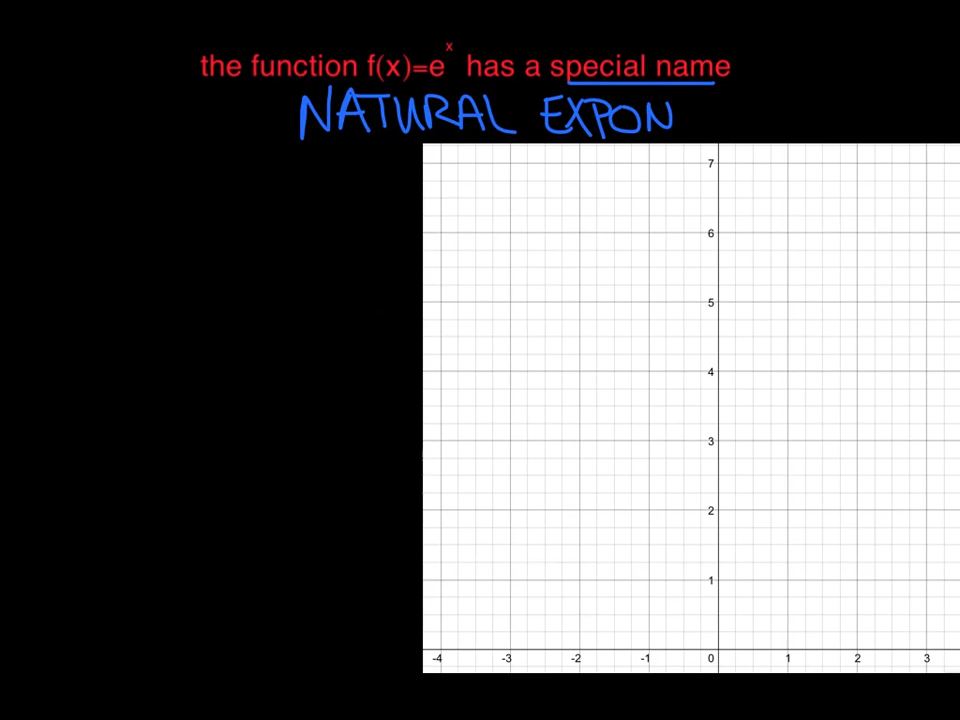 the function f(x)=e^x has a special name
NATURAL EXPON
7
6
5
4
3
2
1
-4 -3 -2 -1 0 1 2 3